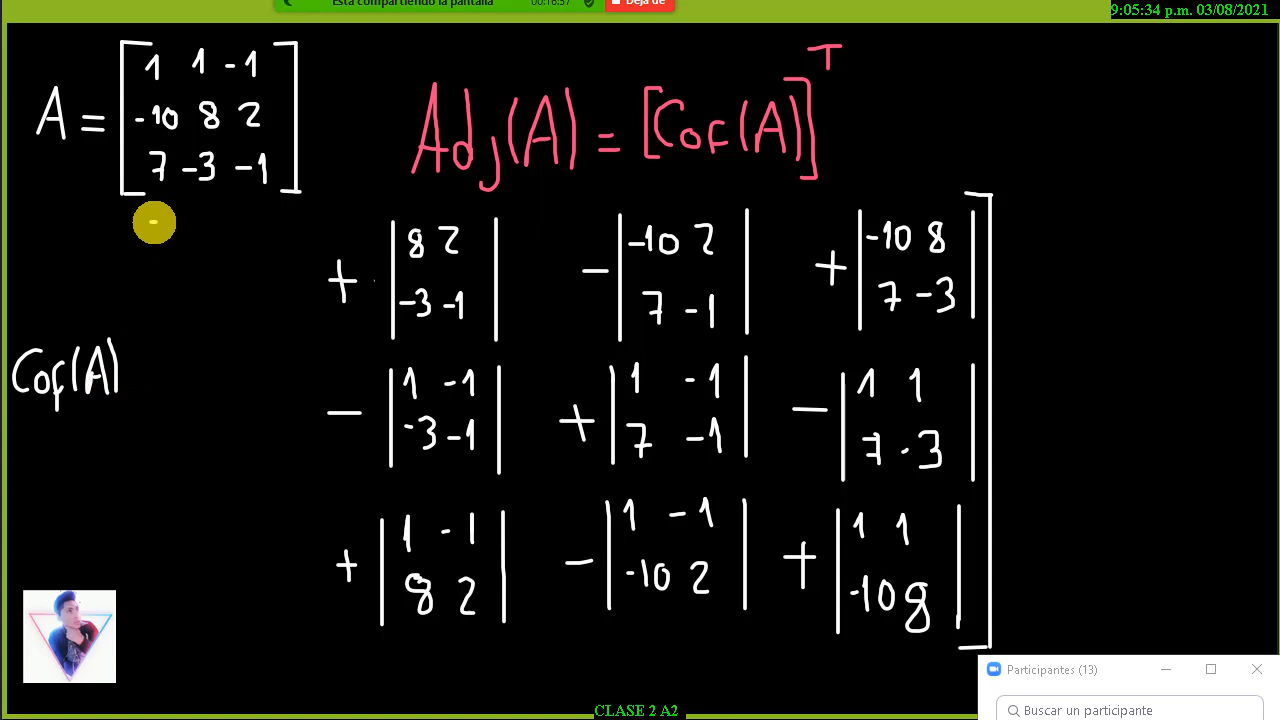 Está compartiendo la pantalla 00:16:57 Deja de
9:05:34 p.m. 03/08/2021
A = [1 1 -1
-10 8 2
7 -3 -1]
Adj(A) = [Cof(A)]^T
Cof(A)
+ |8 2 - |-10 2 + |-10 8
-3 -1| 7 -1| 7 -3|
- |1 -1 + |1 -1 - |1 1
-3 -1| 7 -1| 7 -3|
+ |1 -1 - |1 -1 + |1 1
8 2| -10 2| -10 8|
Participantes (13)
Buscar un participante
CLASE 2 A2